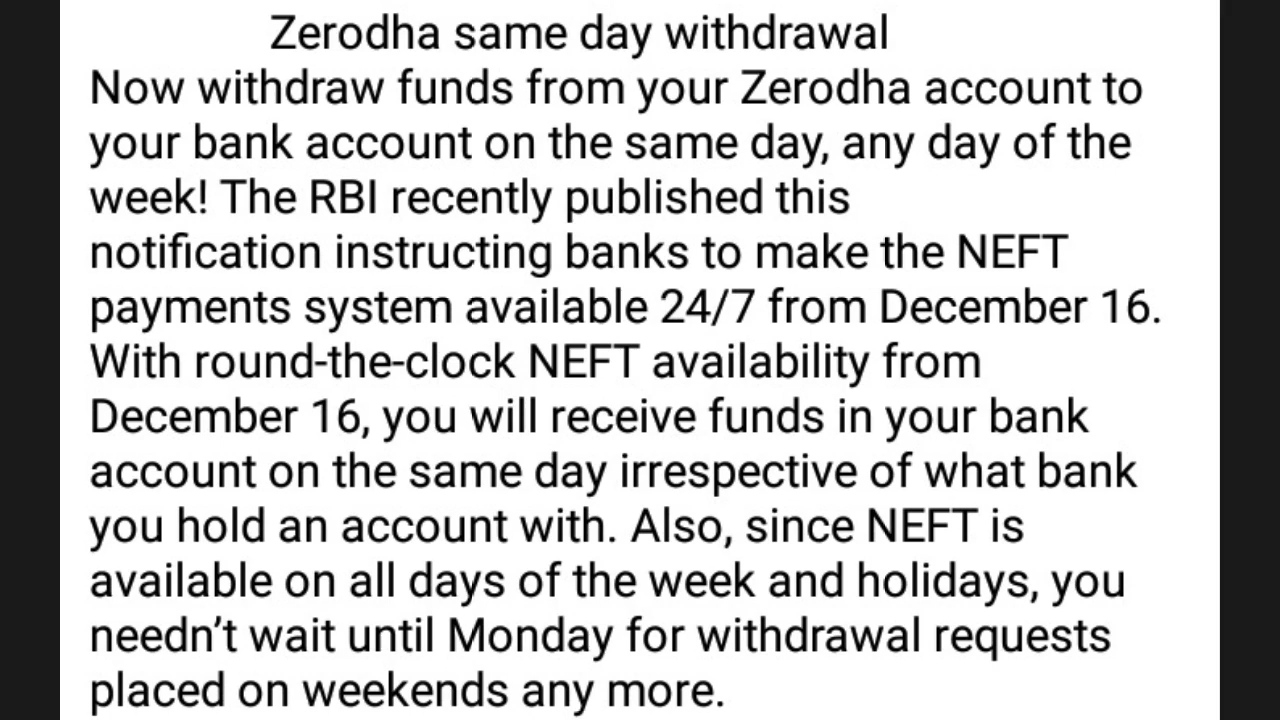 Zerodha same day withdrawal
Now withdraw funds from your Zerodha account to
your bank account on the same day, any day of the
week! The RBI recently published this
notification instructing banks to make the NEFT
payments system available 24/7 from December 16.
With round-the-clock NEFT availability from
December 16, you will receive funds in your bank
account on the same day irrespective of what bank
you hold an account with. Also, since NEFT is
available on all days of the week and holidays, you
needn’t wait until Monday for withdrawal requests
placed on weekends any more.